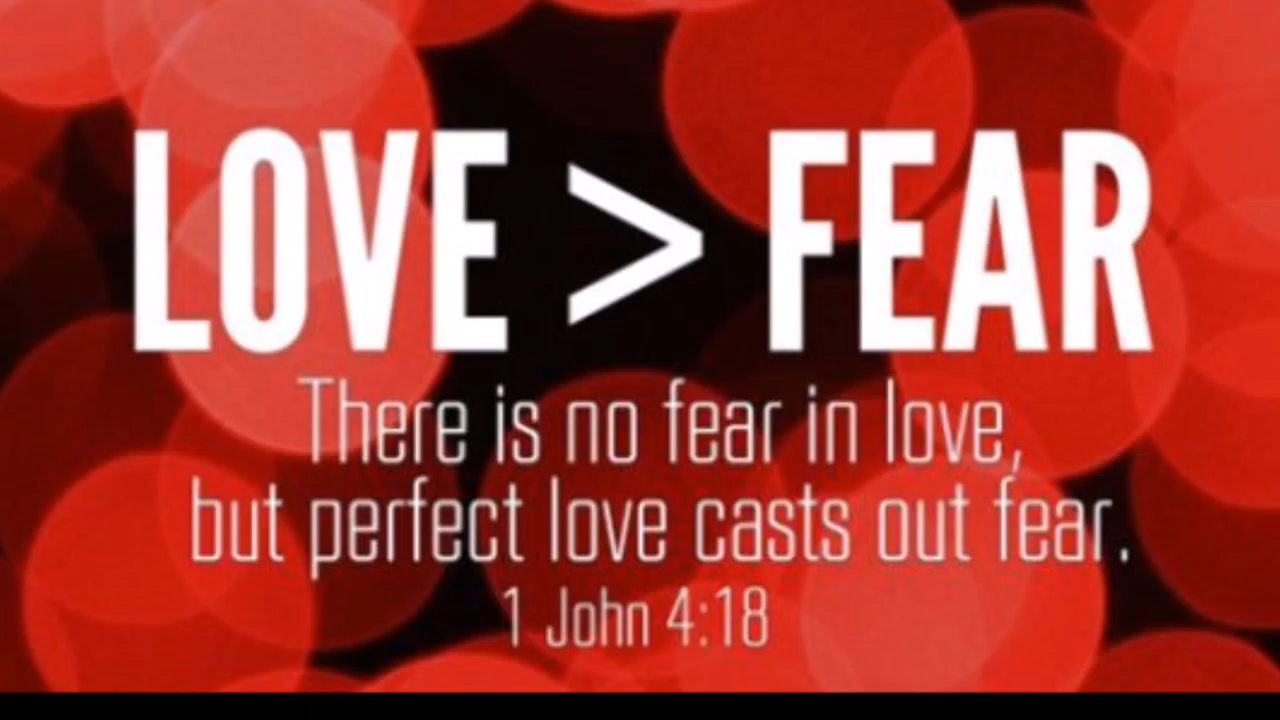 LOVE > FEAR
There is no fear in love,
but perfect love casts out fear.
1 John 4:18